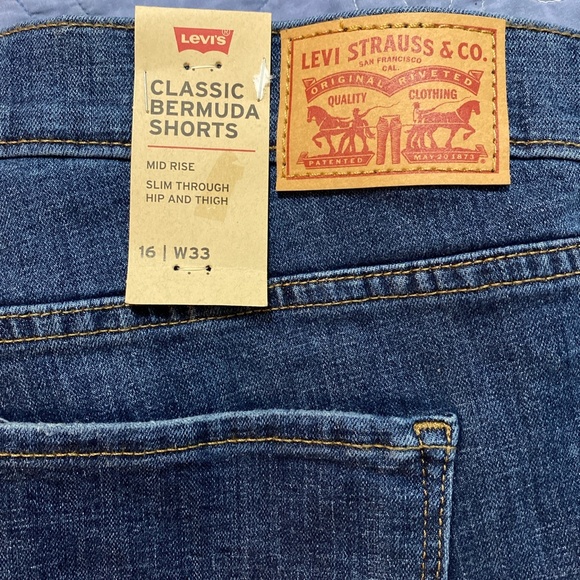 LEVI'S
CLASSIC
BERMUDA
SHORTS
MID RISE
SLIM THROUGH
HIP AND THIGH
16 | W33
LEVI STRAUSS & CO.
SAN FRANCISCO
CAL.
ORIGINAL RIVETED
QUALITY CLOTHING
PATENTED MAY 20 1873